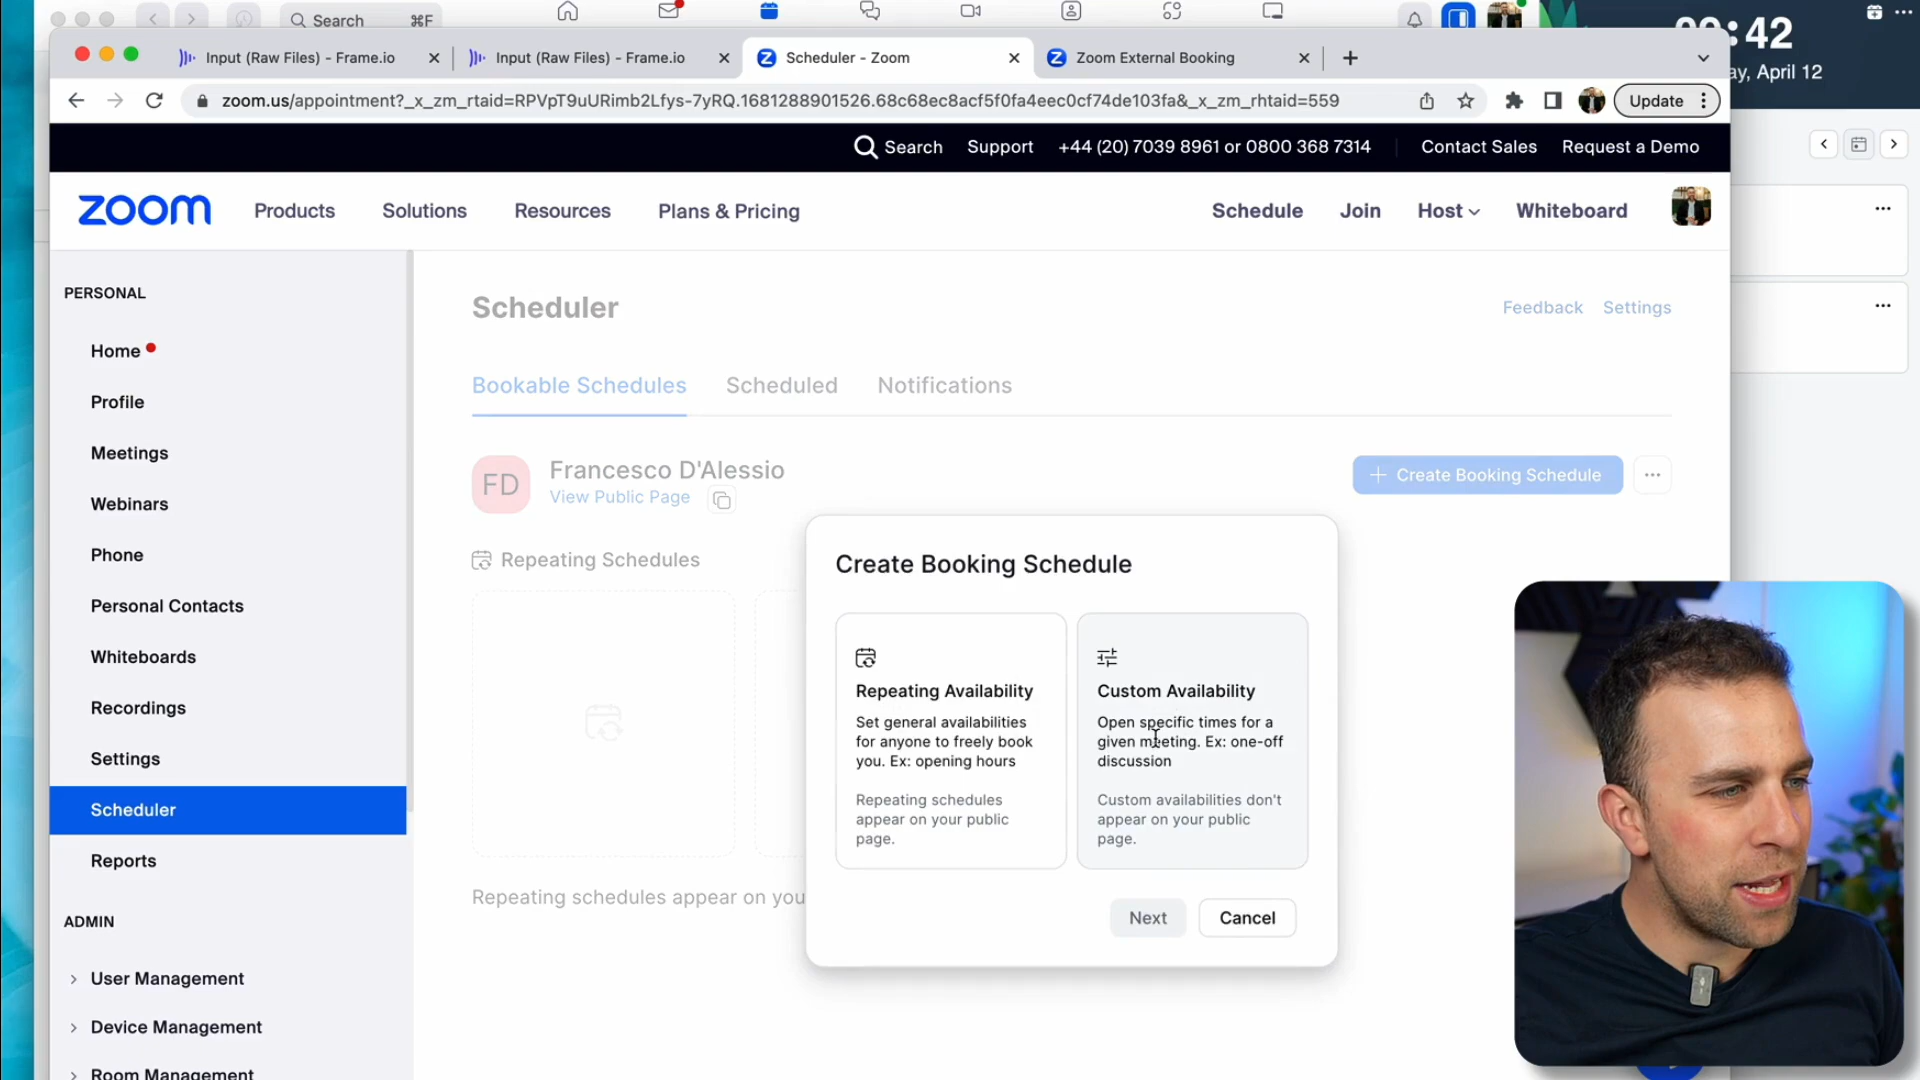 Search ⌘F
:42
ay, April 12
Input (Raw Files) - Frame.io
Input (Raw Files) - Frame.io
Scheduler - Zoom
Zoom External Booking
zoom.us/appointment?_x_zm_rtaid=RPVpT9uURimb2Lfys-7yRQ.1681288901526.68c68ec8acf5f0fa4eec0cf74de103fa&_x_zm_rhtaid=559
Update
Search
Support
+44 (20) 7039 8961 or 0800 368 7314
Contact Sales
Request a Demo
zoom
Products
Solutions
Resources
Plans & Pricing
Schedule
Join
Host
Whiteboard
PERSONAL
Home
Profile
Meetings
Webinars
Phone
Personal Contacts
Whiteboards
Recordings
Settings
Scheduler
Reports
ADMIN
User Management
Device Management
Room Management
Scheduler
Feedback
Settings
Bookable Schedules
Scheduled
Notifications
FD
Francesco D'Alessio
View Public Page
+ Create Booking Schedule
Repeating Schedules
Repeating schedules appear on you
Create Booking Schedule
Repeating Availability
Set general availabilities
for anyone to freely book
you. Ex: opening hours
Repeating schedules
appear on your public
page.
Custom Availability
Open specific times for a
given meeting. Ex: one-off
discussion
Custom availabilities don't
appear on your public
page.
Next
Cancel